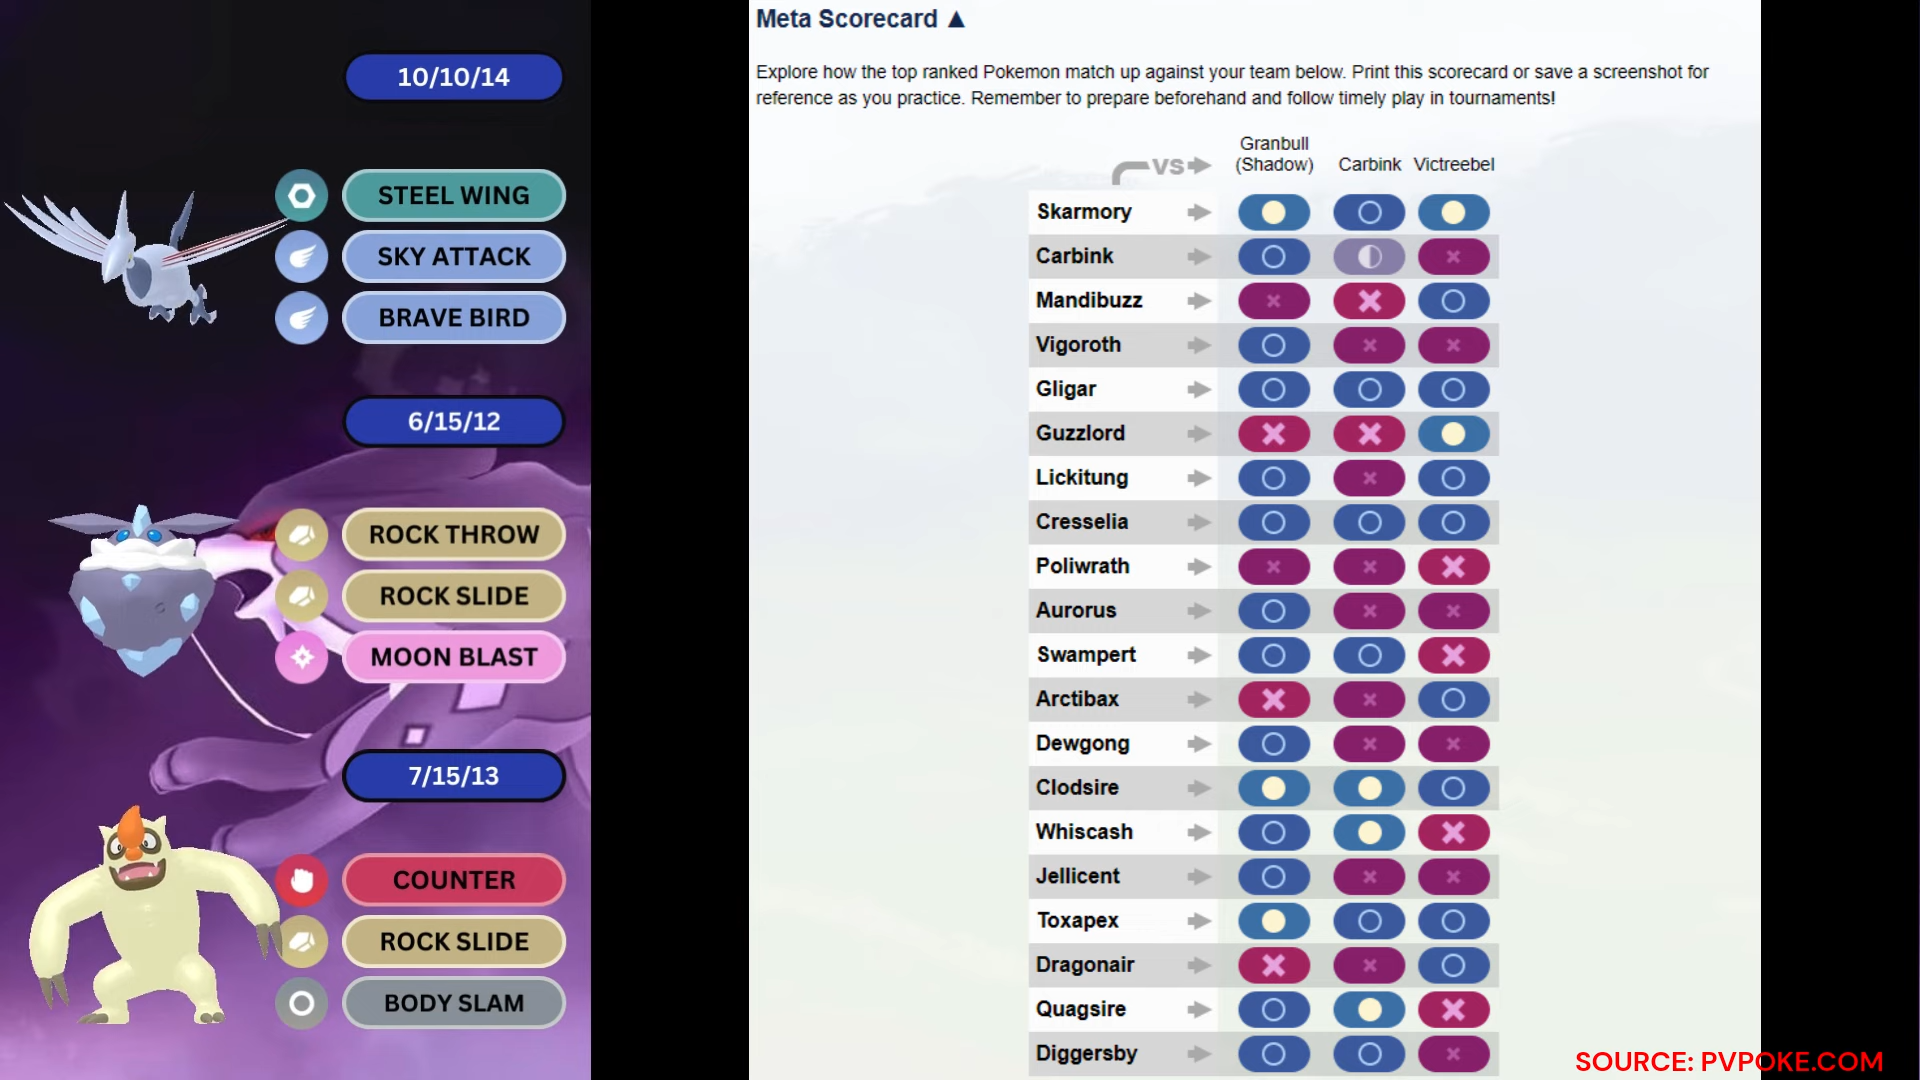 10/10/14
STEEL WING
SKY ATTACK
BRAVE BIRD
6/15/12
ROCK THROW
ROCK SLIDE
MOON BLAST
7/15/13
COUNTER
ROCK SLIDE
BODY SLAM
Meta Scorecard ▲
Explore how the top ranked Pokemon match up against your team below. Print this scorecard or save a screenshot for
reference as you practice. Remember to prepare beforehand and follow timely play in tournaments!
VS
Granbull
(Shadow) Carbink Victreebel
Skarmory
Carbink
Mandibuzz
Vigoroth
Gligar
Guzzlord
Lickitung
Cresselia
Poliwrath
Aurorus
Swampert
Arctibax
Dewgong
Clodsire
Whiscash
Jellicent
Toxapex
Dragonair
Quagsire
Diggersby
SOURCE: PVPOKE.COM